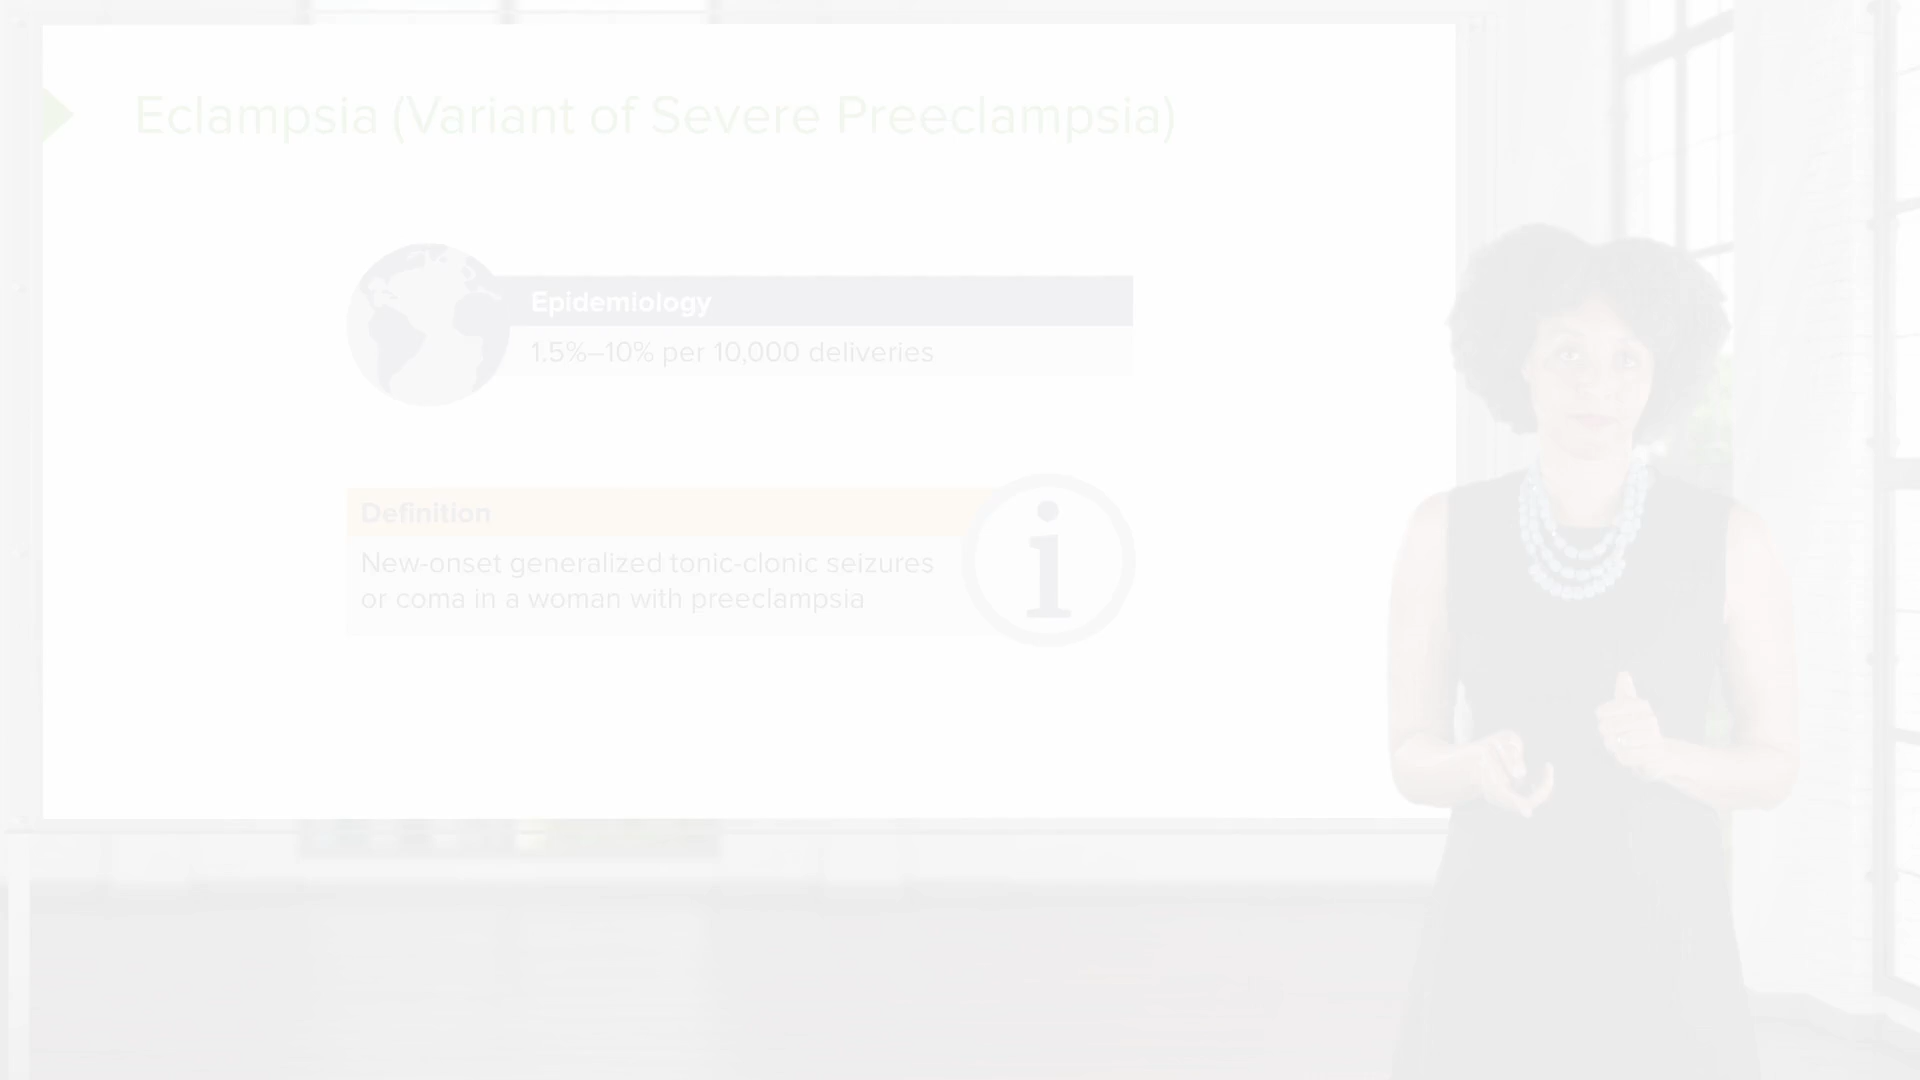 Eclampsia (Variant of Severe Preeclampsia)
Epidemiology
1.5%–10% per 10,000 deliveries
Definition
New-onset generalized tonic-clonic seizures
or coma in a woman with preeclampsia